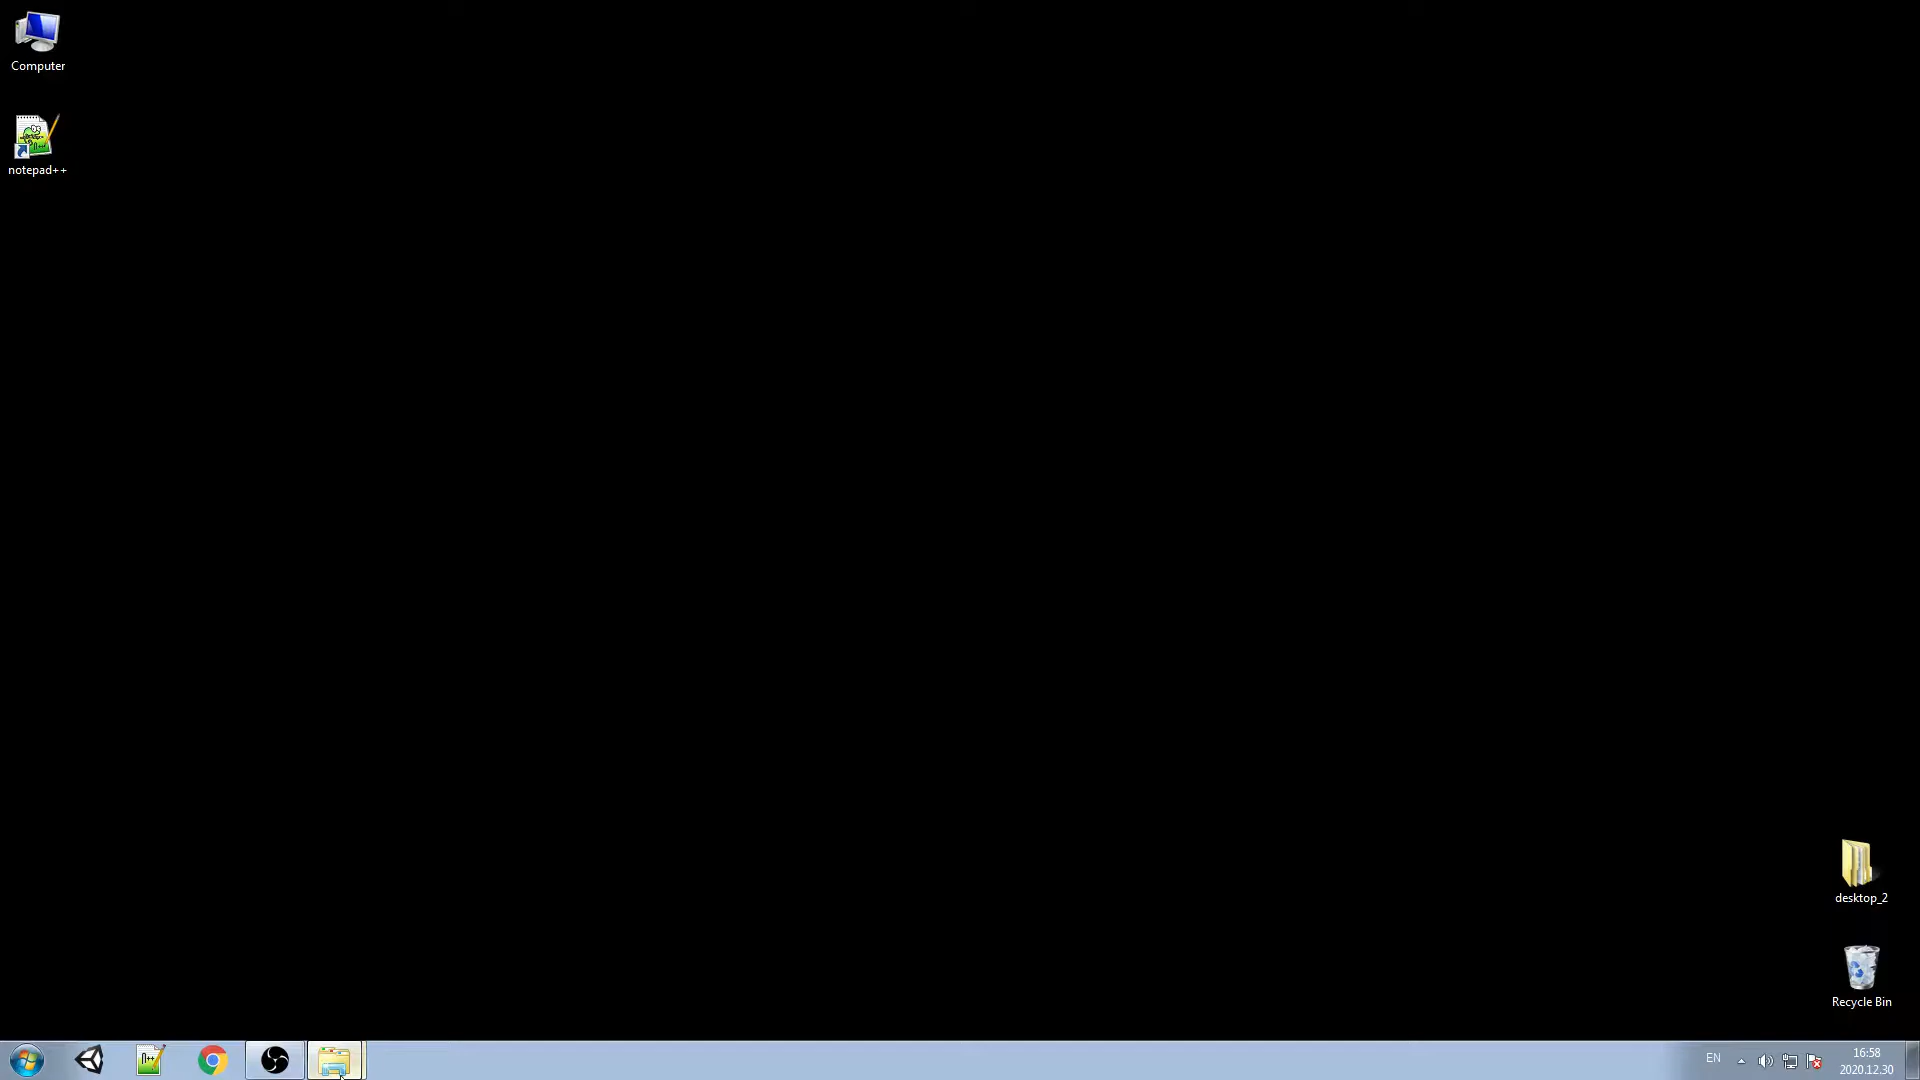 Computer
notepad++
desktop_2
Recycle Bin
EN
16:58
2020.12.30